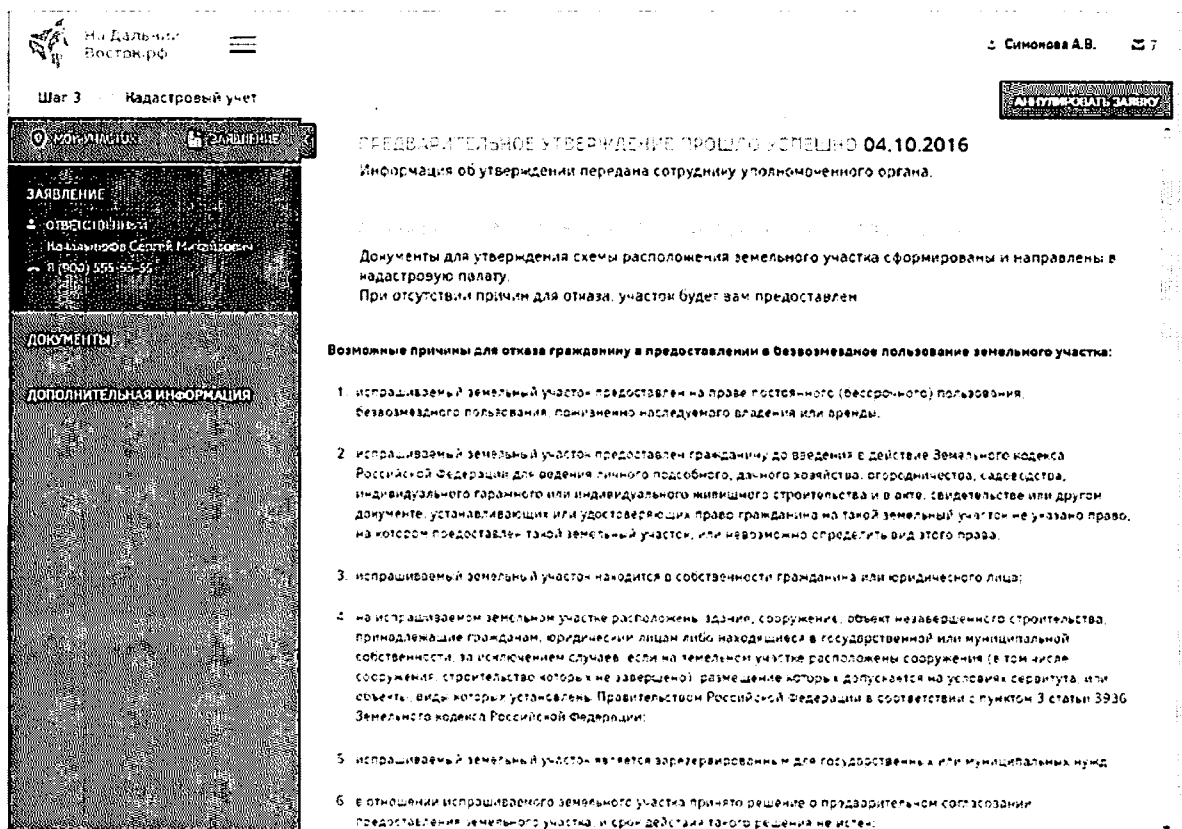 На Дальний
Восток.рф
Симонова А.В. 7
Шаг 3 Кадастровый учет
АННУЛИРОВАТЬ ЗАЯВКУ
МОЙ УЧАСТОК ЗАЯВЛЕНИЕ
ПРЕДВАРИТЕЛЬНОЕ УТВЕРЖДЕНИЕ ПРОШЛО УСПЕШНО 04.10.2016
Информация об утверждении передана сотруднику уполномоченного органа.
ЗАЯВЛЕНИЕ
ОТВЕТСТВЕННЫЙ
Сергей Михайлович
8 (900) 555-55-55
Документы для утверждения схемы расположения земельного участка сформированы и направлены в
кадастровую палату.
При отсутствии причин для отказа, участок будет вам предоставлен
ДОКУМЕНТЫ
ДОПОЛНИТЕЛЬНАЯ ИНФОРМАЦИЯ
Возможные причины для отказа гражданину в предоставлении в безвозмездное пользование земельного участка:
1. испрашиваемый земельный участок предоставлен на праве постоянного (бессрочного) пользования,
безвозмездного пользования, пожизненно наследуемого владения или аренды;
2. испрашиваемый земельный участок предоставлен гражданину до введения в действие Земельного кодекса
Российской Федерации для ведения личного подсобного, дачного хозяйства, огородничества, садоводства,
индивидуального гаражного или индивидуального жилищного строительства и в акте, свидетельстве или другом
документе, устанавливающих или удостоверяющих право гражданина на такой земельный участок не указано право,
на котором предоставлен такой земельный участок, или невозможно определить вид этого права;
3. испрашиваемый земельный участок находится в собственности гражданина или юридического лица;
4. на испрашиваемом земельном участке расположены здание, сооружение, объект незавершенного строительства,
принадлежащие гражданам, юридическим лицам либо находящиеся в государственной или муниципальной
собственности, за исключением случаев, если на земельном участке расположены сооружения (в том числе
сооружения, строительство которых не завершено), размещение которых допускается на условиях сервитута, или
объекты, виды которых установлены Правительством Российской Федерации в соответствии с пунктом 3 статьи 3936
Земельного кодекса Российской Федерации;
5. испрашиваемый земельный участок является зарезервированным для государственных или муниципальных нужд
6. в отношении испрашиваемого земельного участка принято решение о предварительном согласовании
предоставления земельного участка, и срок действия такого решения не истек;